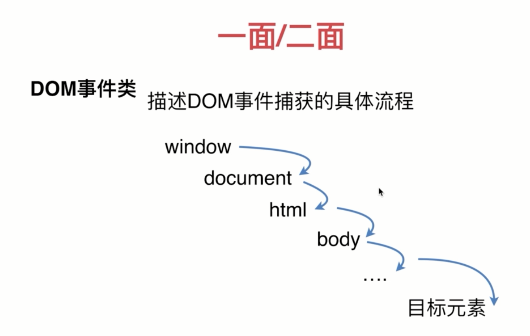 一面/二面
DOM事件类
描述DOM事件捕获的具体流程
window
document
html
body
....
目标元素